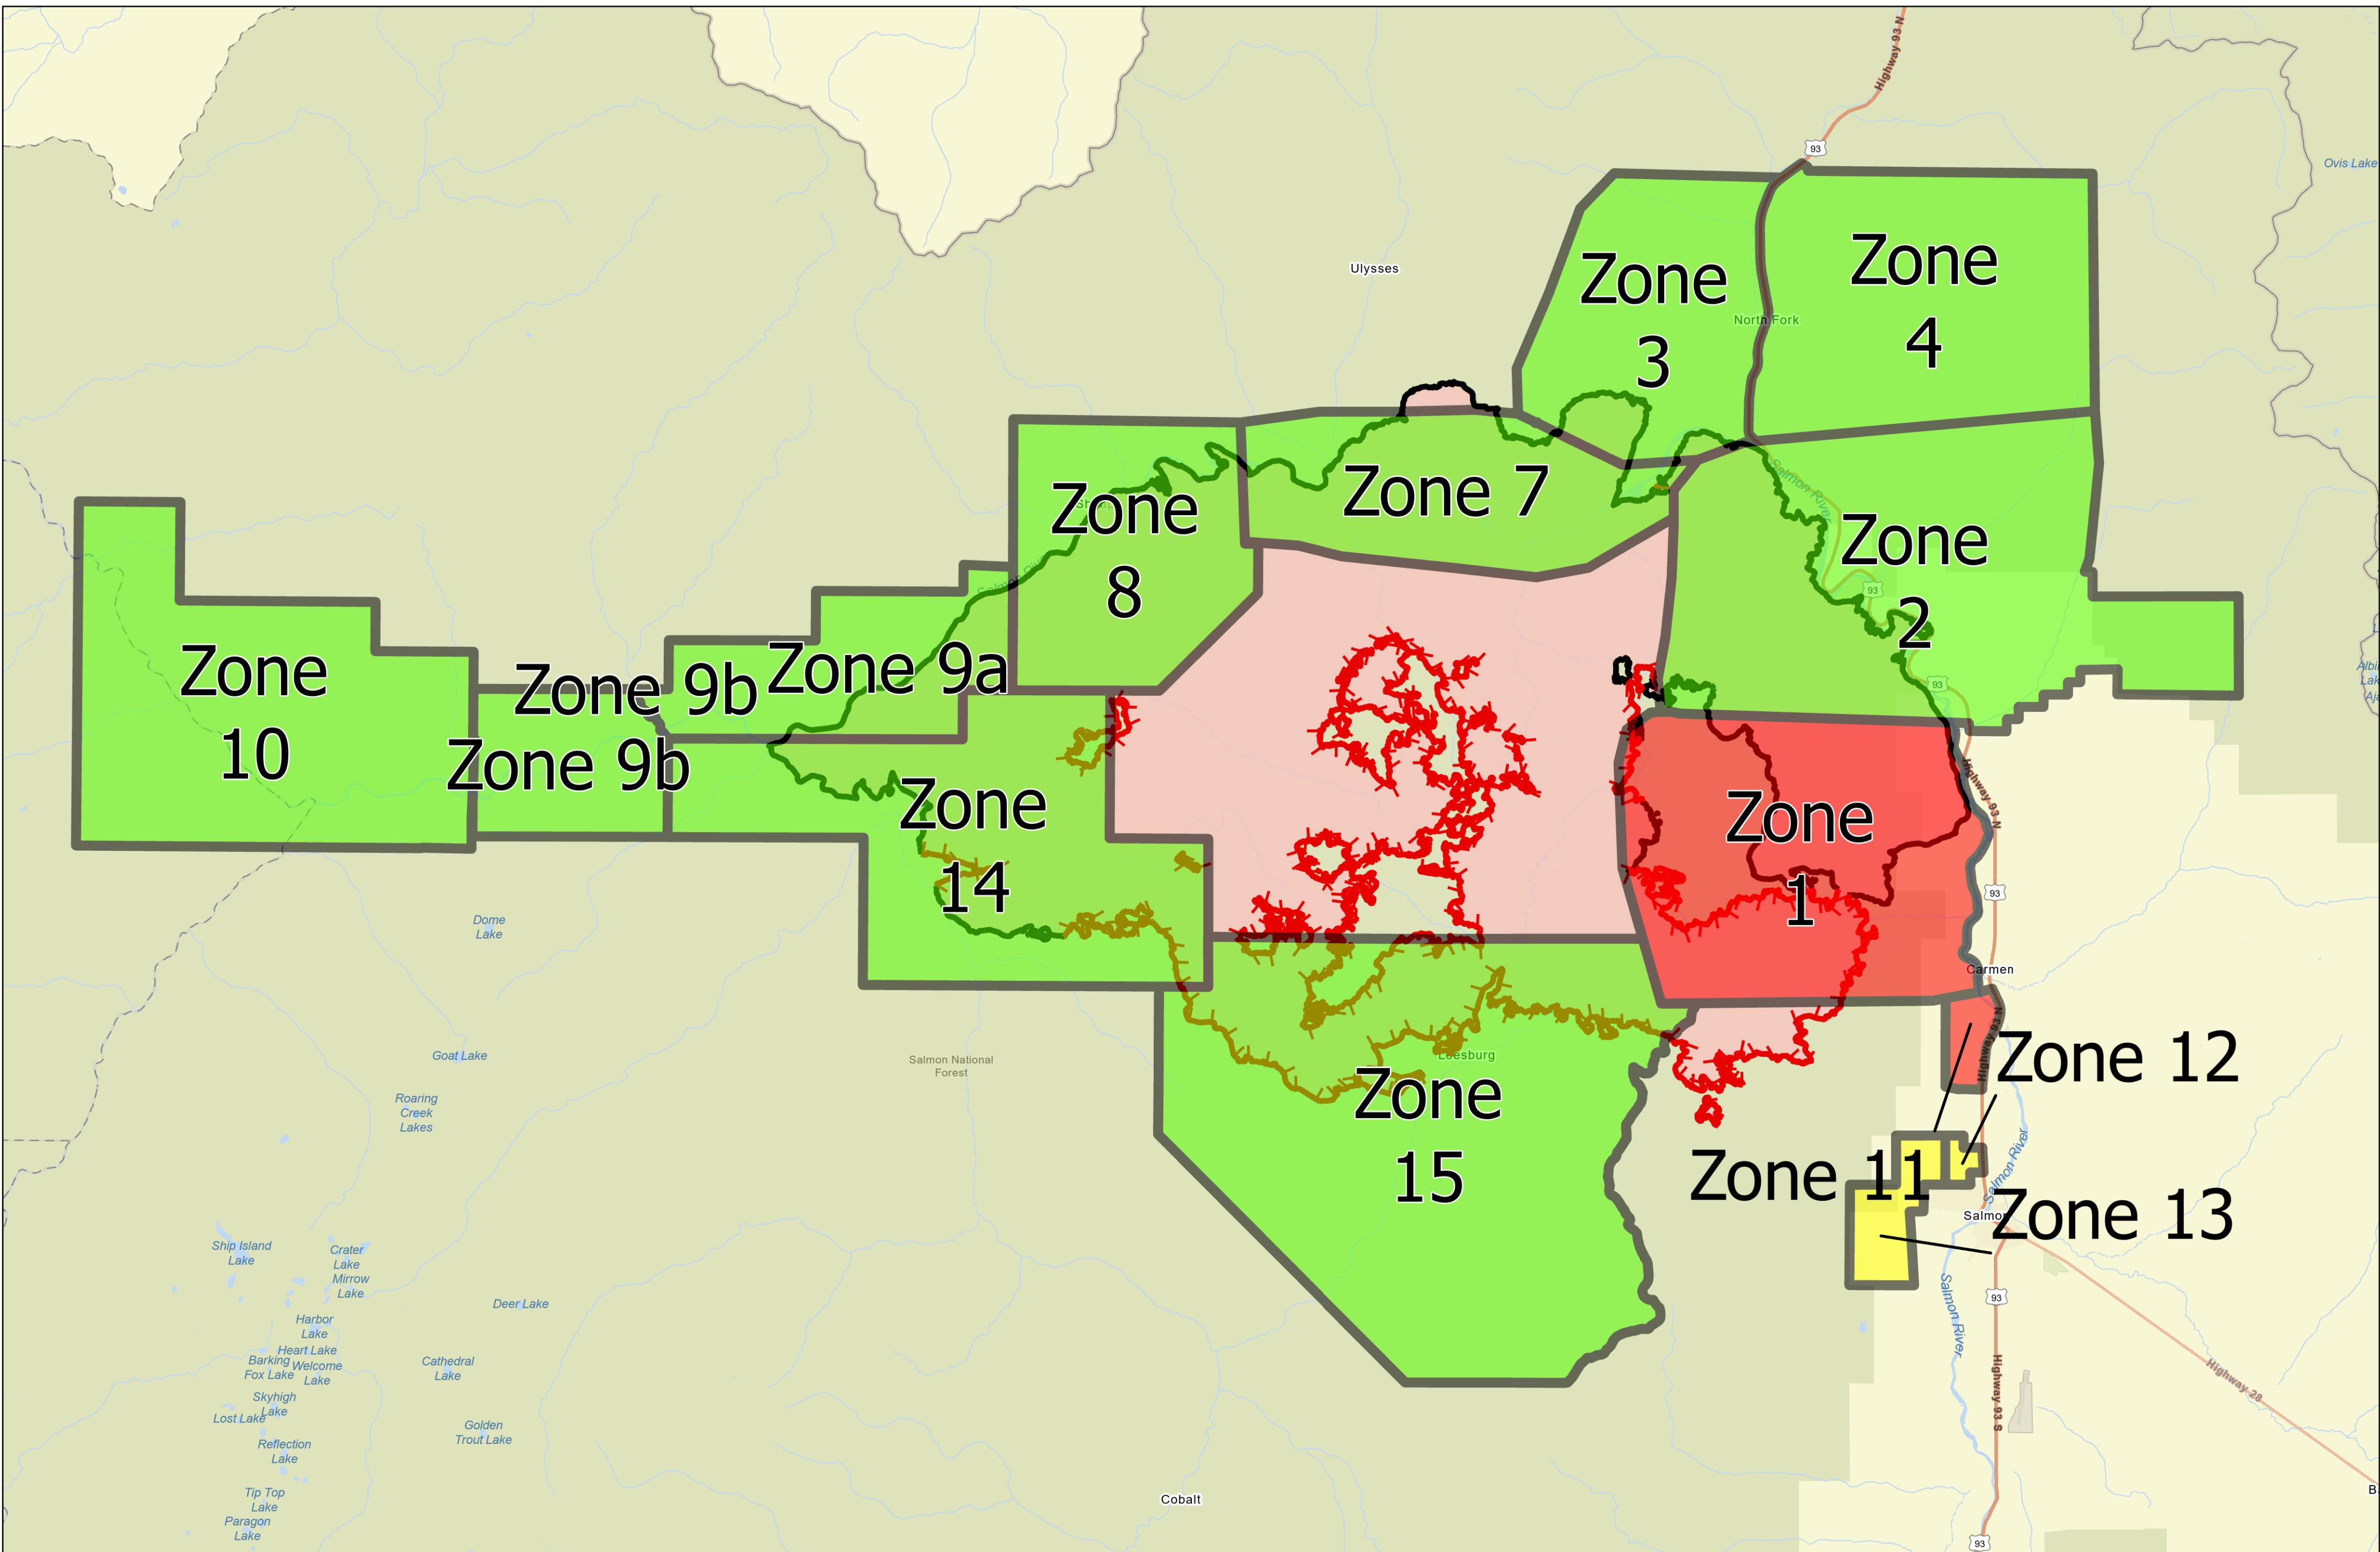 Highway 93 N
93
Ovis Lake
Ulysses
Zone
3
Zone
4
North Fork
Zone 7
Zone
8
Salmon River
Zone
2
93
93
Zone
10
Zone 9b
Zone 9a
Zone 9b
Zone
14
Zone
1
Highway 93 N
93
Dome
Lake
Carmen
Goat Lake
Salmon National
Forest
Leesburg
Highway 93 N
Zone 12
Roaring
Creek
Lakes
Zone
15
Zone 11
Salmon River
Zone 13
Ship Island
Lake
Crater
Lake
Mirrow
Lake
Deer Lake
93
Salmon River
Harbor
Lake
Heart Lake
Barking
Fox Lake
Welcome
Lake
Cathedral
Lake
Highway 93 S
Highway 28
Skyhigh
Lake
Lost Lake
Golden
Trout Lake
Reflection
Lake
Tip Top
Lake
Cobalt
Paragon
Lake
93